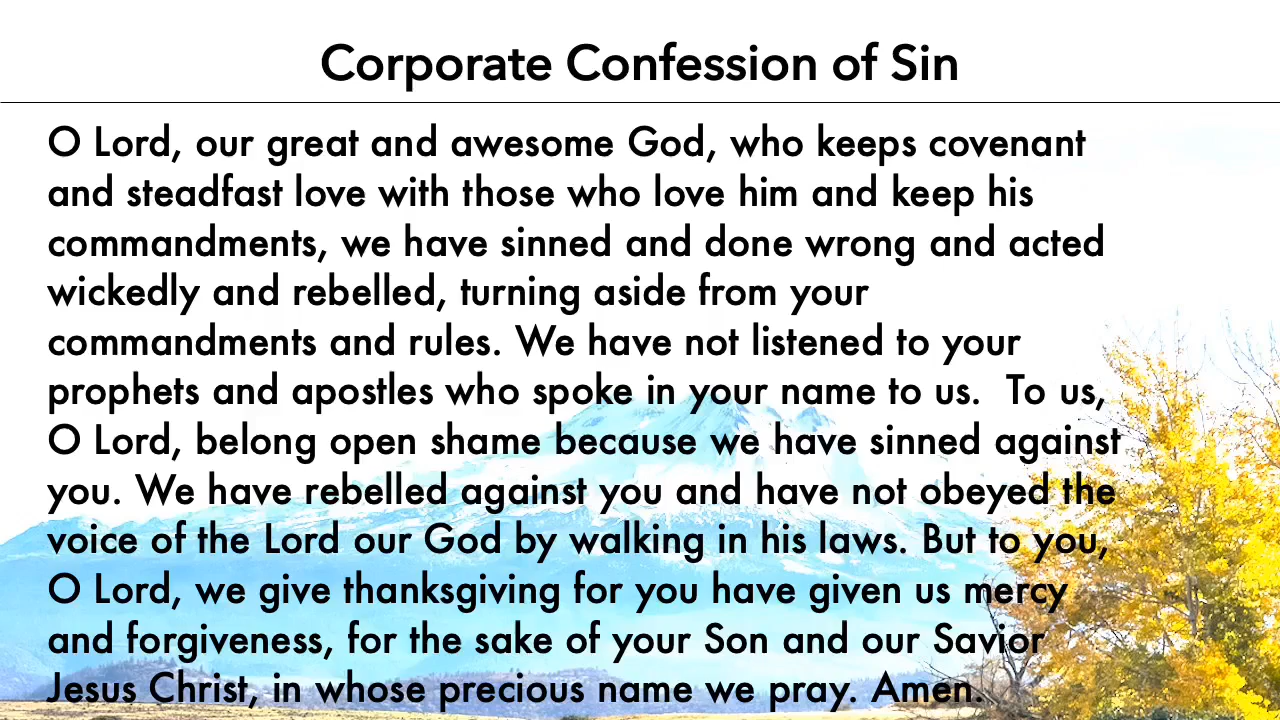 Corporate Confession of Sin
O Lord, our great and awesome God, who keeps covenant
and steadfast love with those who love him and keep his
commandments, we have sinned and done wrong and acted
wickedly and rebelled, turning aside from your
commandments and rules. We have not listened to your
prophets and apostles who spoke in your name to us.  To us,
O Lord, belong open shame because we have sinned against
you. We have rebelled against you and have not obeyed the
voice of the Lord our God by walking in his laws. But to you,
O Lord, we give thanksgiving for you have given us mercy
and forgiveness, for the sake of your Son and our Savior
Jesus Christ, in whose precious name we pray. Amen.